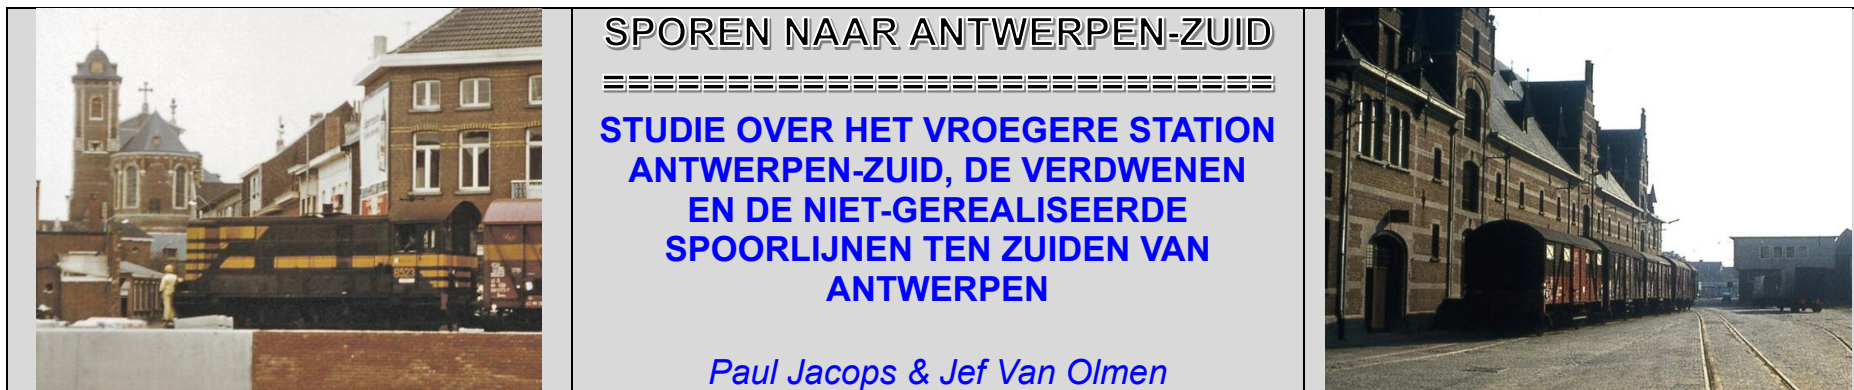 SPOREN NAAR ANTWERPEN-ZUID
===========================
STUDIE OVER HET VROEGERE STATION
ANTWERPEN-ZUID, DE VERDWENEN
EN DE NIET-GEREALISEERDE
SPOORLIJNEN TEN ZUIDEN VAN
ANTWERPEN
Paul Jacops & Jef Van Olmen
8523